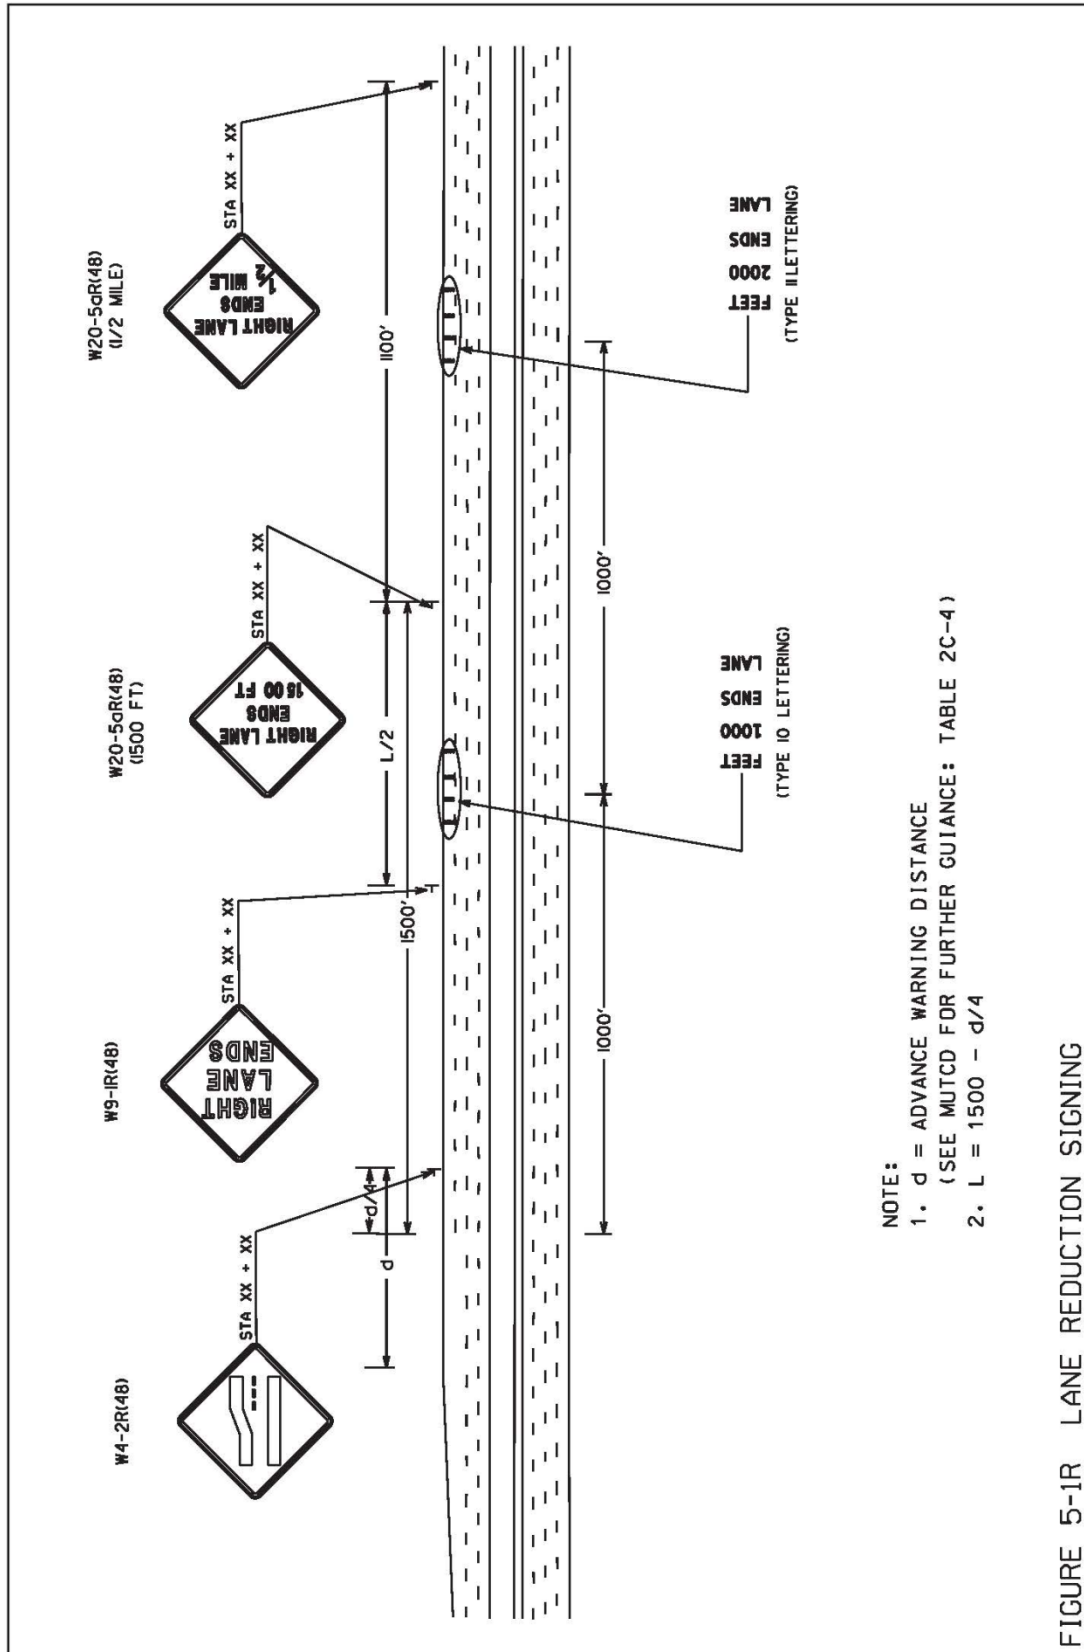 W4-2R(48)
STA XX + XX
W9-1R(48)
RIGHT
LANE
ENDS
STA XX + XX
W20-5aR(48)
(1500 FT)
RIGHT LANE
ENDS
1500 FT
STA XX + XX
W20-5aR(48)
(1/2 MILE)
RIGHT LANE
ENDS
1/2 MILE
STA XX + XX
d/4
d
1500'
L/2
1100'
1000'
1000'
FEET 1000 ENDS LANE
(TYPE 10 LETTERING)
FEET 2000 ENDS LANE
(TYPE 11 LETTERING)
NOTE:
1. d = ADVANCE WARNING DISTANCE
(SEE MUTCD FOR FURTHER GUIANCE: TABLE 2C-4)
2. L = 1500 - d/4
FIGURE 5-1R LANE REDUCTION SIGNING